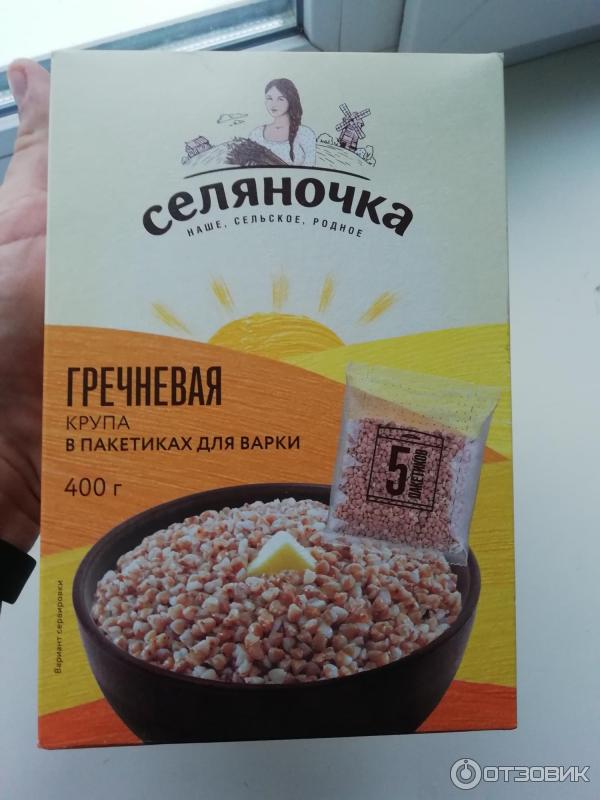 селяночка
НАШЕ, СЕЛЬСКОЕ, РОДНОЕ
ГРЕЧНЕВАЯ
КРУПА
В ПАКЕТИКАХ ДЛЯ ВАРКИ
400 г
5 ПАКЕТИКОВ
Вариант сервировки
ОТЗОВИК